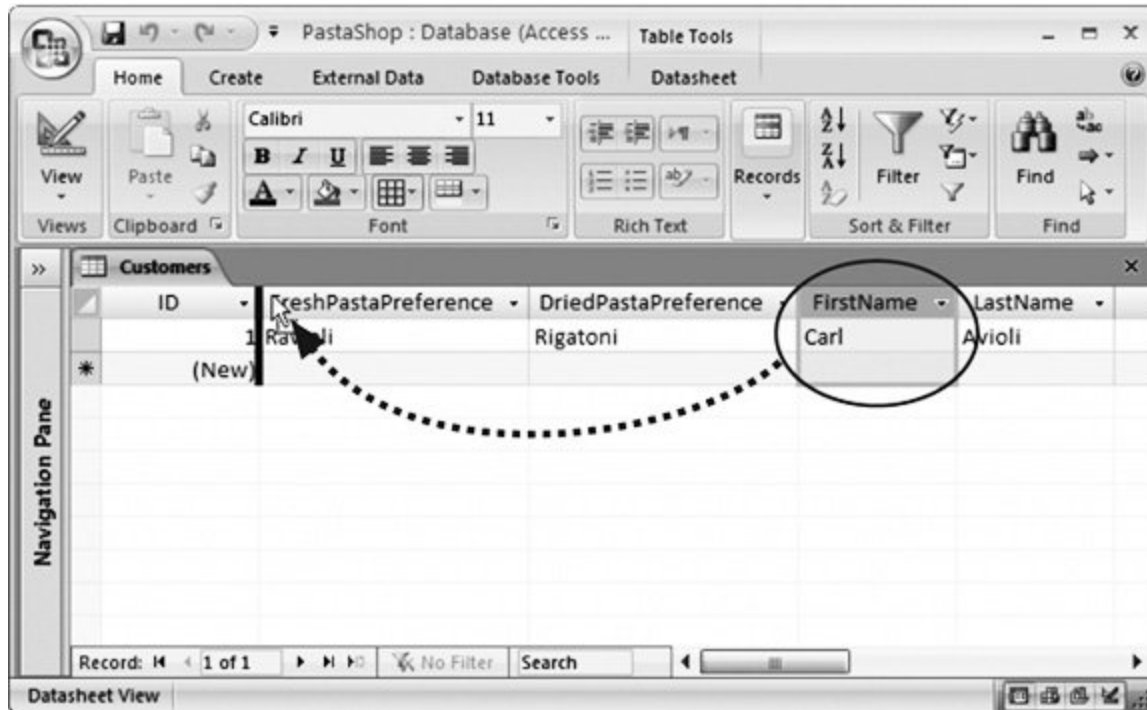 PastaShop : Database (Access ... Table Tools
Home Create External Data Database Tools Datasheet
Calibri 11
B I U
A
View Paste Records Filter Find
Views Clipboard Font Rich Text Sort & Filter Find
Customers
ID FreshPastaPreference DriedPastaPreference FirstName LastName
1 Ravioli Rigatoni Carl Avioli
(New)
Navigation Pane
Record: 1 of 1 No Filter Search
Datasheet View